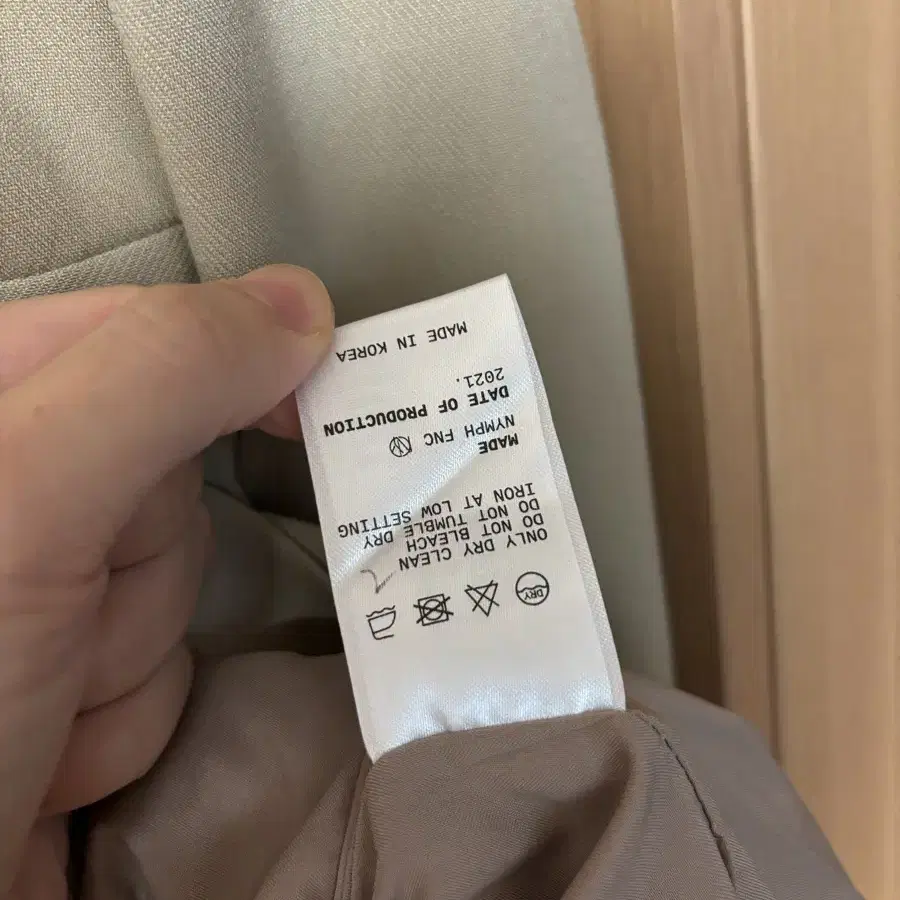 DRY
ONLY DRY CLEAN
DO NOT BLEACH
DO NOT TUMBLE DRY
IRON AT LOW SETTING
MADE
NYMPH FNC
DATE OF PRODUCTION
2021.
MADE IN KOREA